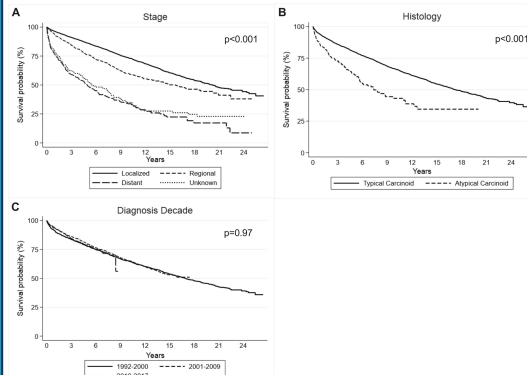 A
Stage
p<0.001
Survival probability (%)
100
75
50
25
0
0 3 6 9 12 15 18 21 24
Years
Localized Regional
Distant Unknown
B
Histology
p<0.001
Survival probability (%)
100
75
50
25
0
0 3 6 9 12 15 18 21 24
Years
Typical Carcinoid Atypical Carcinoid
C
Diagnosis Decade
p=0.97
Survival probability (%)
100
75
50
25
0
0 3 6 9 12 15 18 21 24
Years
1992-2000 2001-2009